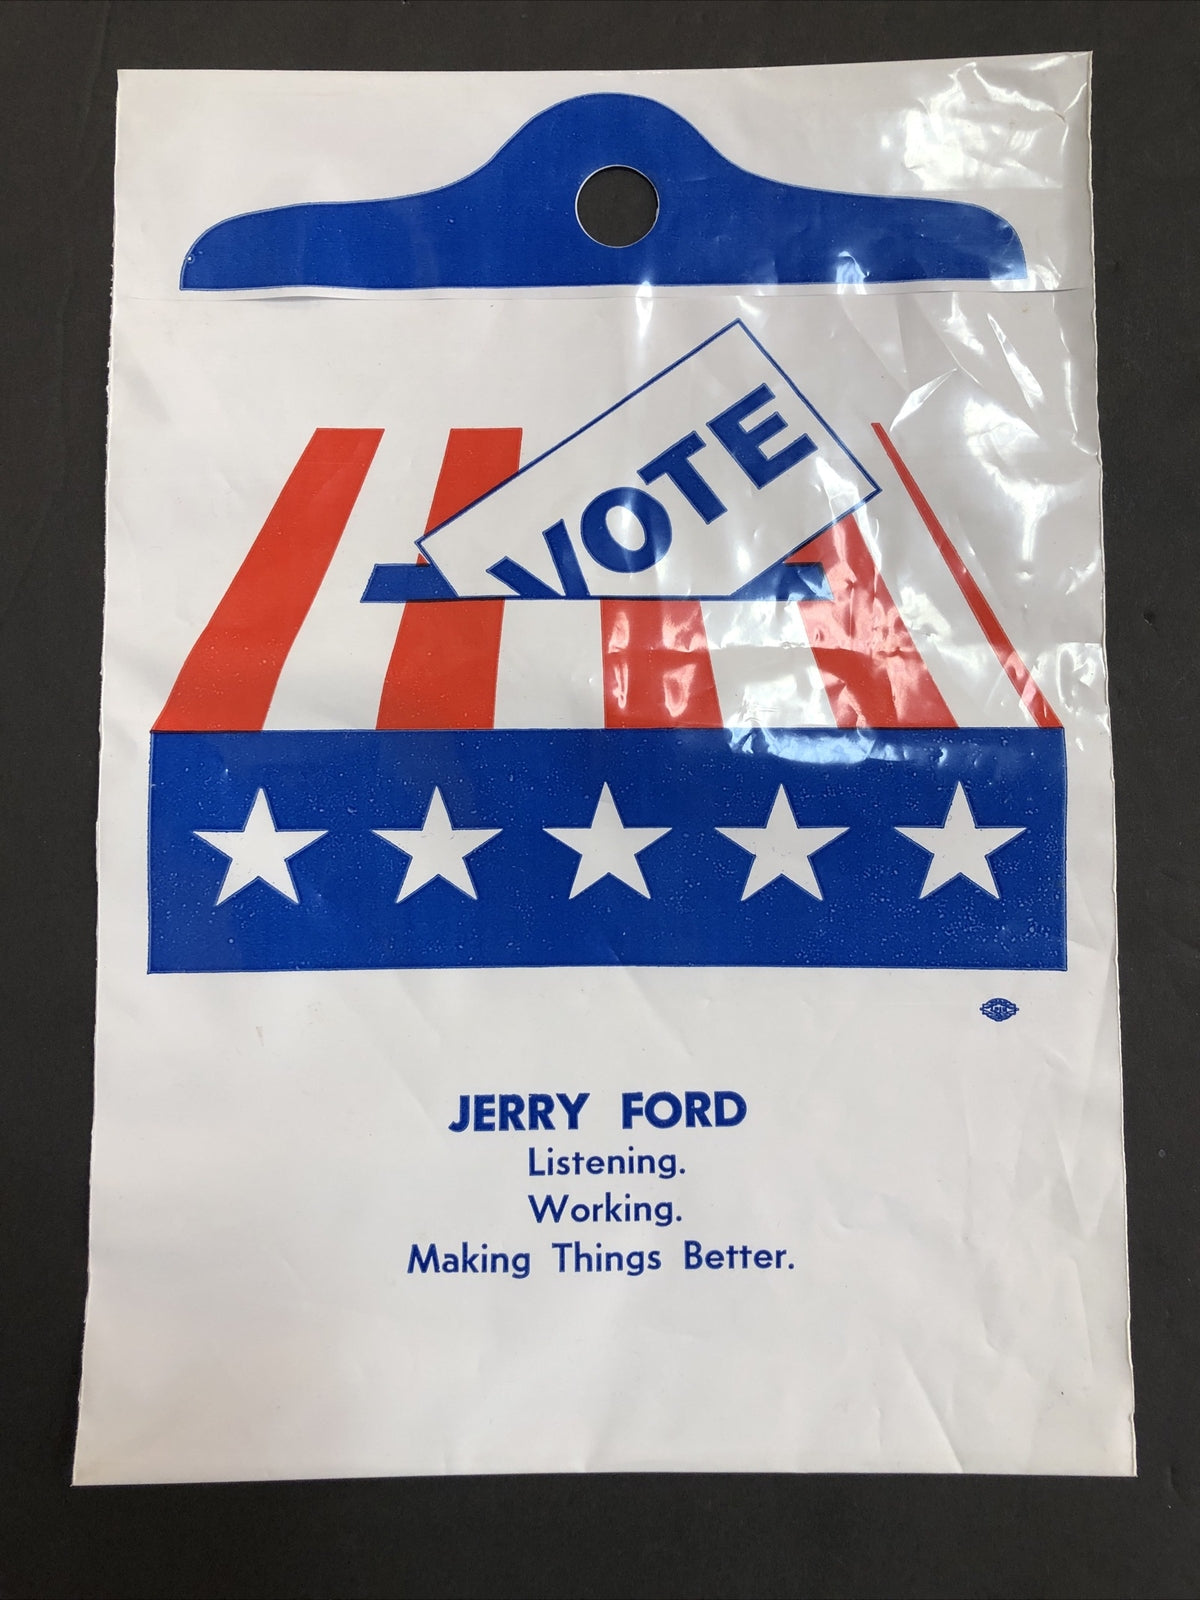 VOTE
JERRY FORD
Listening.
Working.
Making Things Better.